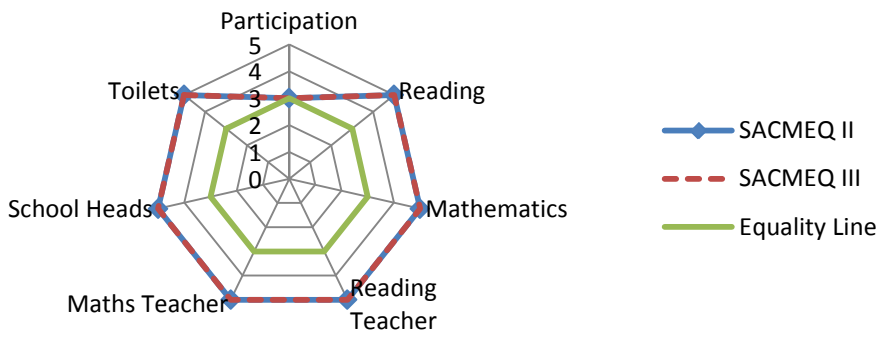 Participation
5
4
3
2
1
0
Reading
Mathematics
Reading
Teacher
Maths Teacher
School Heads
Toilets
SACMEQ II
SACMEQ III
Equality Line